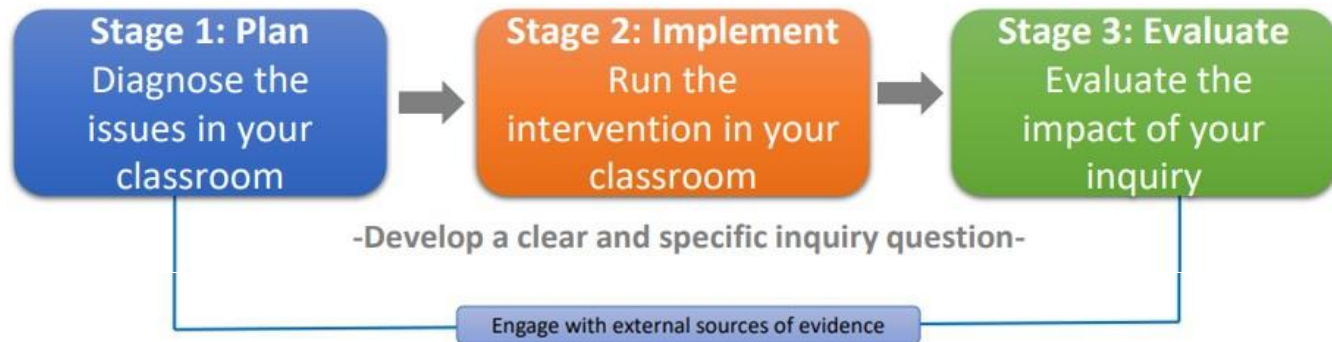 Stage 1: Plan
Diagnose the
issues in your
classroom
Stage 2: Implement
Run the
intervention in your
classroom
Stage 3: Evaluate
Evaluate the
impact of your
inquiry
-Develop a clear and specific inquiry question-
Engage with external sources of evidence